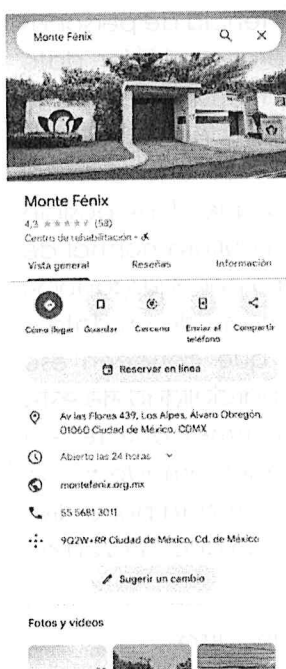 Monte Fénix
Monte Fénix
4,3 ★★★★★ (58)
Centro de rehabilitación ·
Vista general Reseñas Información
Cómo llegar Guardar Cercano Enviar al teléfono Compartir
Reservar en línea
Av las Flores 439, Los Alpes, Álvaro Obregón,
01060 Ciudad de México, CDMX
Abierto las 24 horas
montefenix.org.mx
55 5681 3011
9Q2W+RR Ciudad de México, Cd. de México
Sugerir un cambio
Fotos y videos